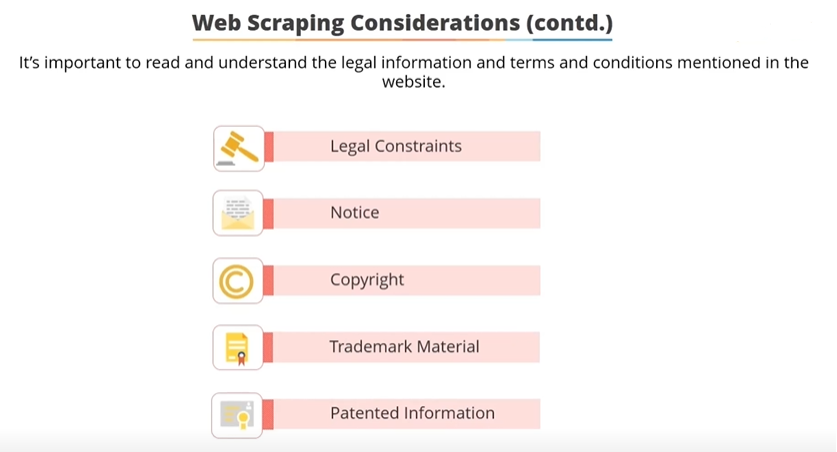 Web Scraping Considerations (contd.)
It's important to read and understand the legal information and terms and conditions mentioned in the
website.
Legal Constraints
Notice
Copyright
Trademark Material
Patented Information